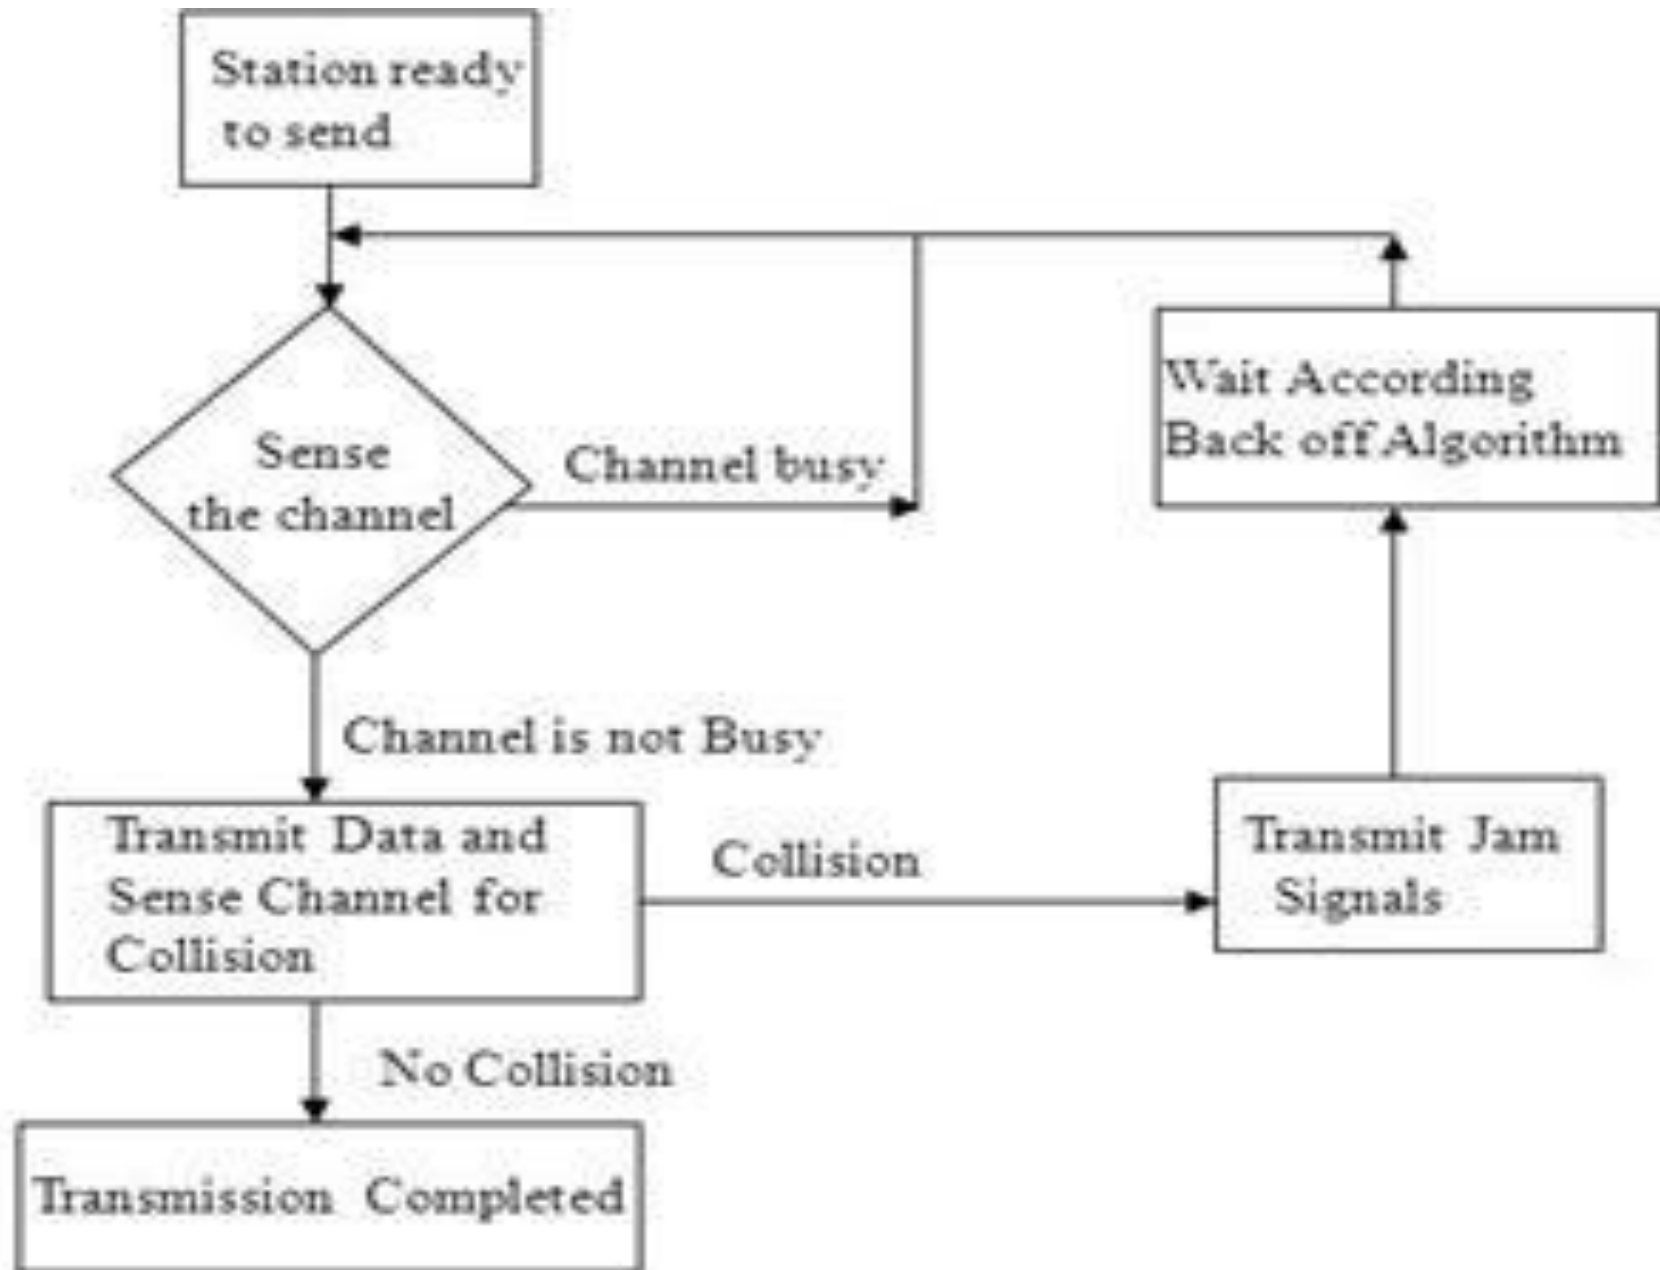 Station ready
to send
Sense
the channel
Channel busy
Wait According
Back off Algorithm
Channel is not Busy
Transmit Data and
Sense Channel for
Collision
Collision
Transmit Jam
Signals
No Collision
Transmission Completed